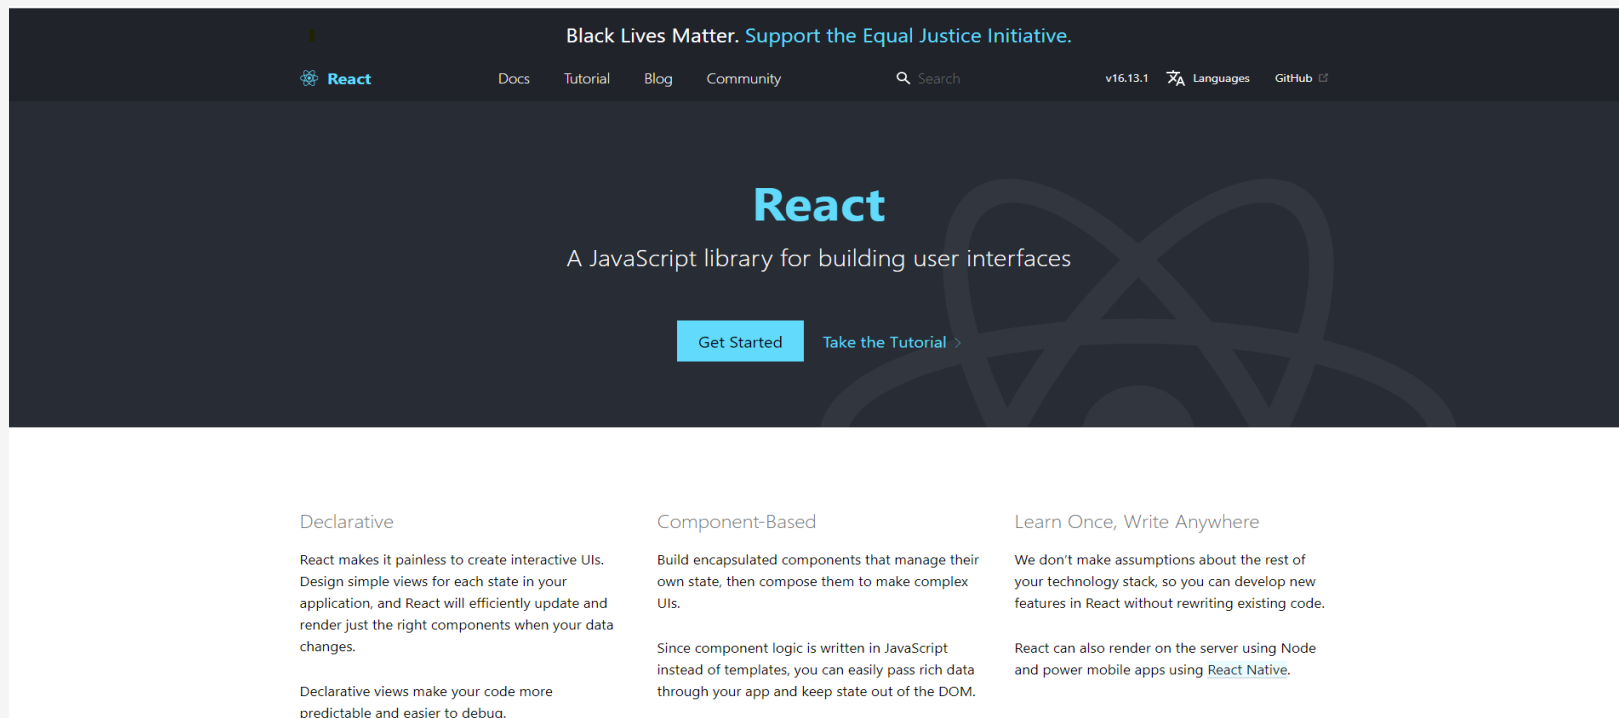 Black Lives Matter. Support the Equal Justice Initiative.
React Docs Tutorial Blog Community Search v16.13.1 Languages GitHub
React
A JavaScript library for building user interfaces
Get Started Take the Tutorial
Declarative
React makes it painless to create interactive UIs.
Design simple views for each state in your
application, and React will efficiently update and
render just the right components when your data
changes.
Declarative views make your code more
predictable and easier to debug.
Component-Based
Build encapsulated components that manage their
own state, then compose them to make complex
UIs.
Since component logic is written in JavaScript
instead of templates, you can easily pass rich data
through your app and keep state out of the DOM.
Learn Once, Write Anywhere
We don’t make assumptions about the rest of
your technology stack, so you can develop new
features in React without rewriting existing code.
React can also render on the server using Node
and power mobile apps using React Native.